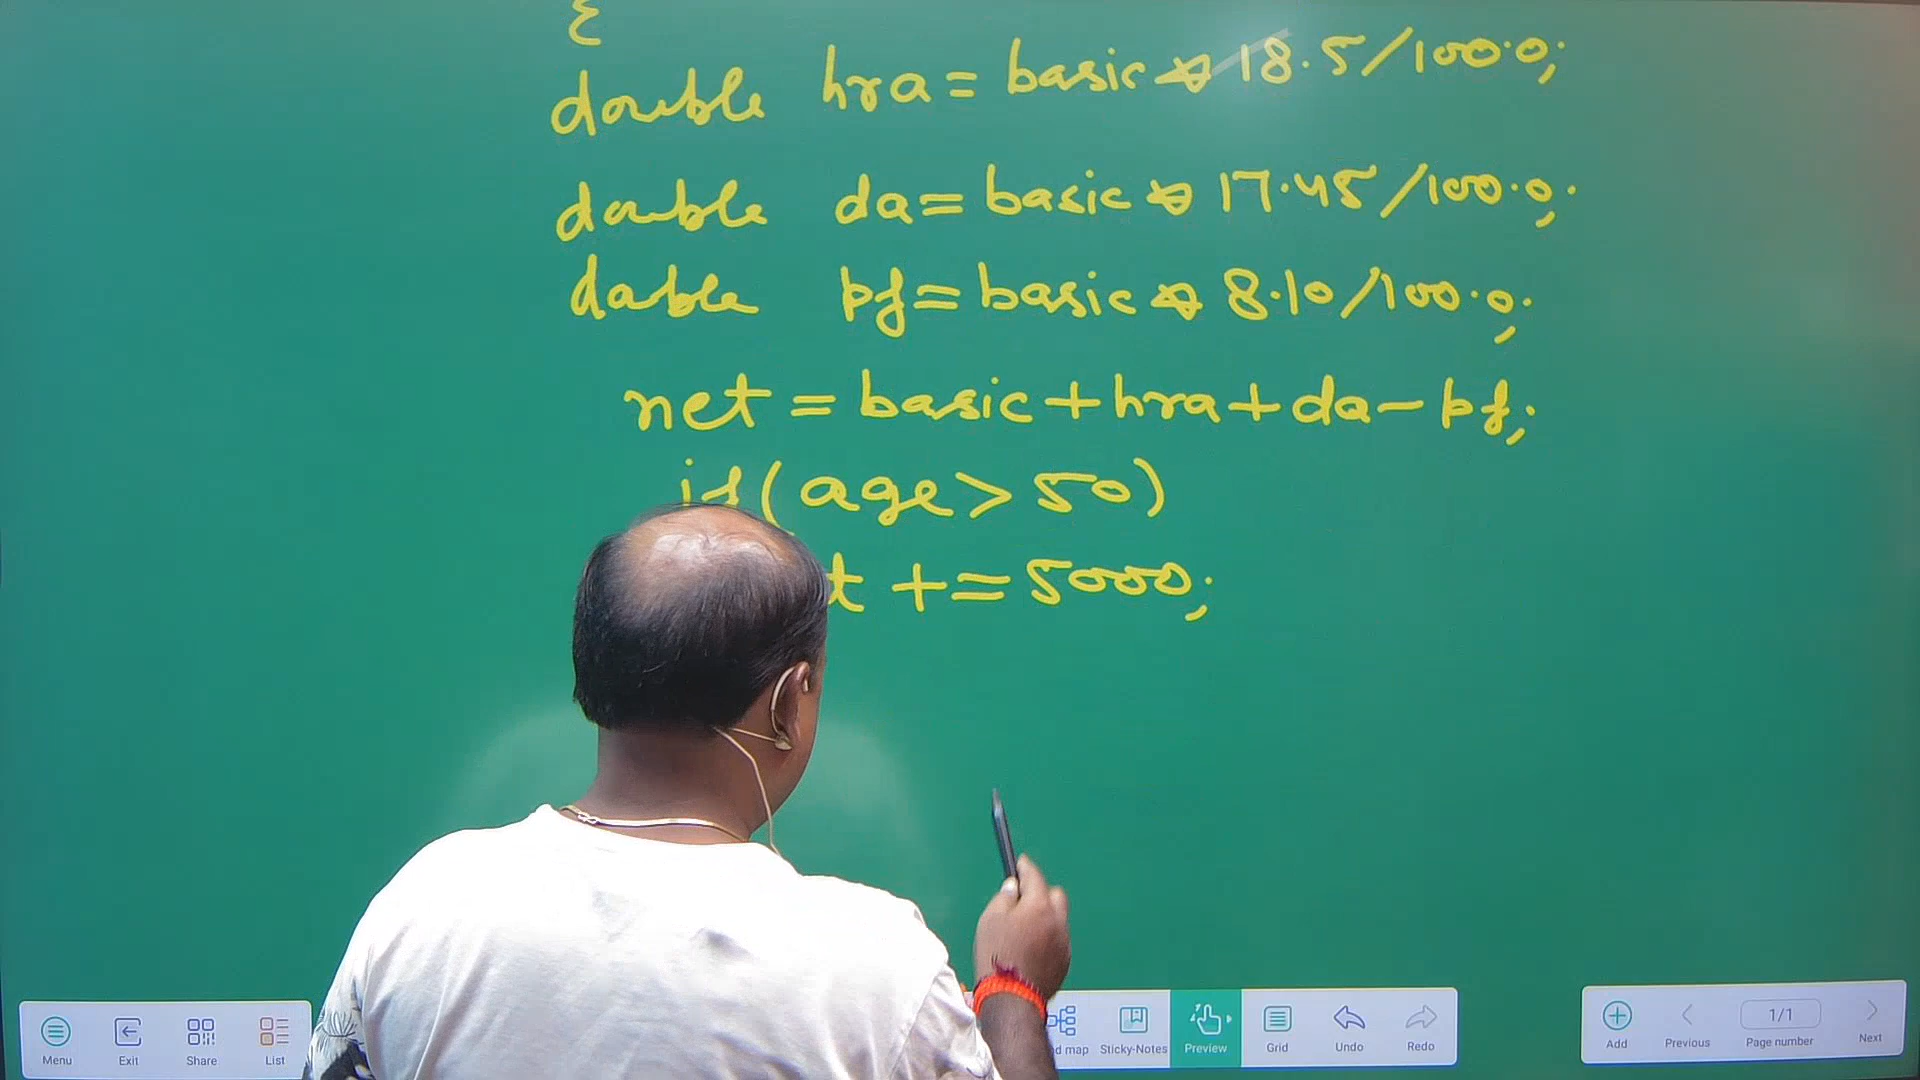 {
double hra = basic * 18.5/100.0;
double da = basic * 17.45/100.0;
double pf = basic * 8.10/100.0;
net = basic + hra + da - pf;
if (age > 50)
t += 5000;
Menu Exit Share List d map Sticky-Notes Preview Grid Undo Redo Add Previous 1/1 Page number Next